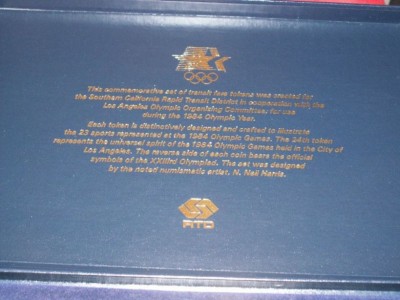 This commemorative set of transit fare tokens was created for
the Southern California Rapid Transit District in cooperation with the
Los Angeles Olympic Organizing Committee, for use
during the 1984 Olympic Year.
Each token is distinctively designed and crafted to illustrate
the 23 sports represented at the 1984 Olympic Games. The 24th token
represents the universal spirit of the 1984 Olympic Games held in the City of
Los Angeles. The reverse side of each coin bears the official
symbols of the XXIIIrd Olympiad. The set was designed
by the noted numismatic artist, N. Neil Harris.
RTD